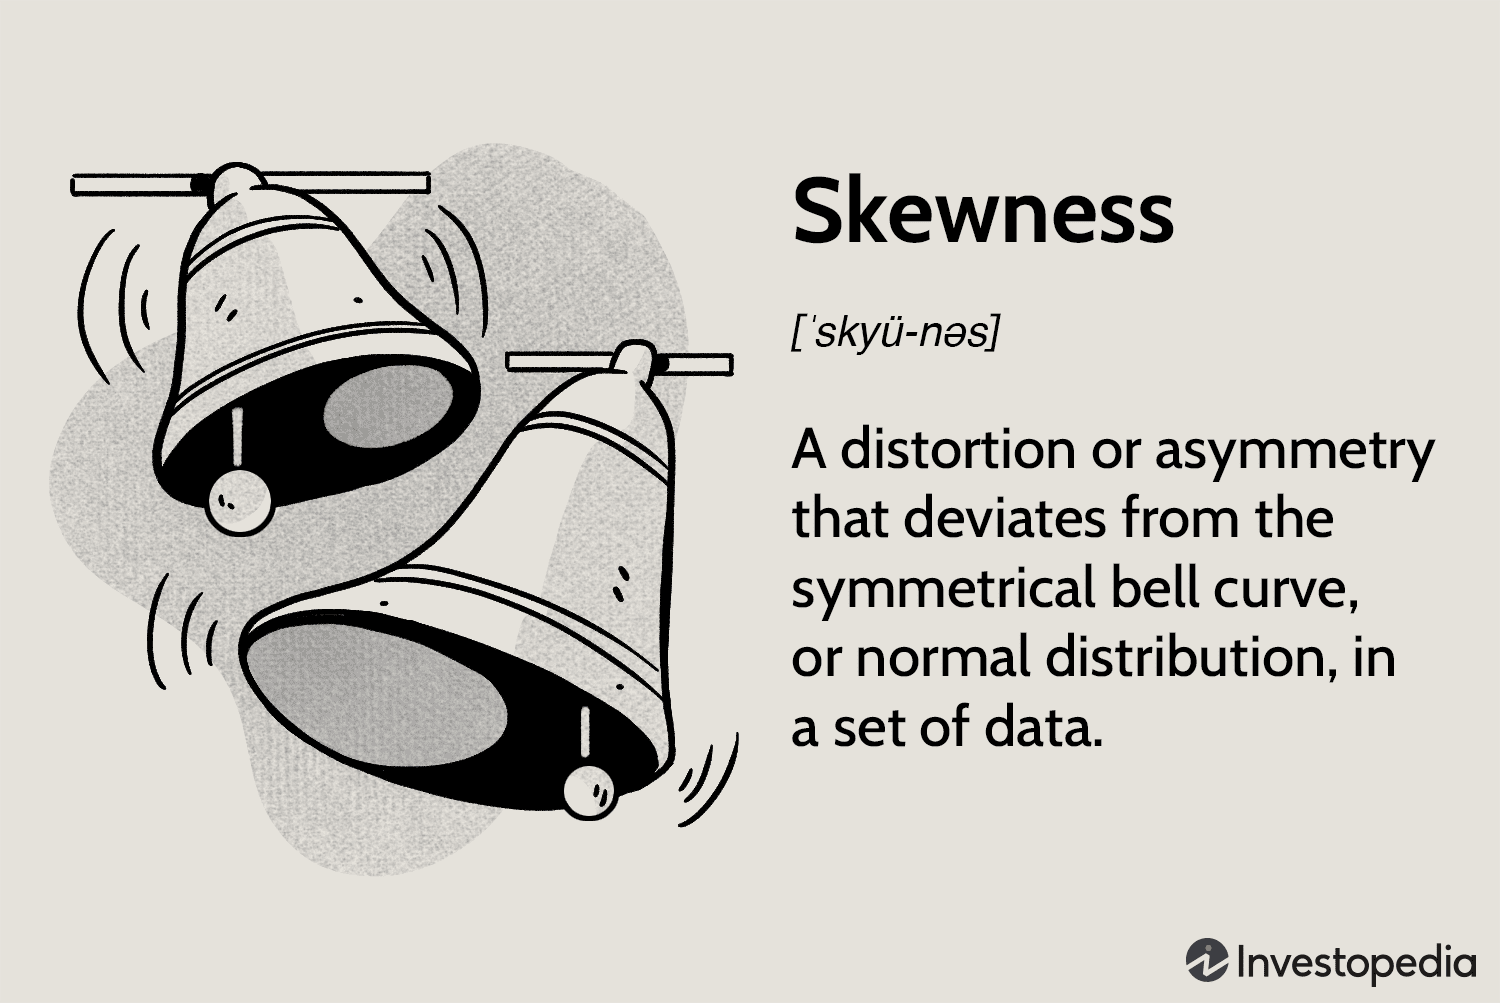 Skewness
[ˈskyü-nəs]
A distortion or asymmetry
that deviates from the
symmetrical bell curve,
or normal distribution, in
a set of data.
Investopedia